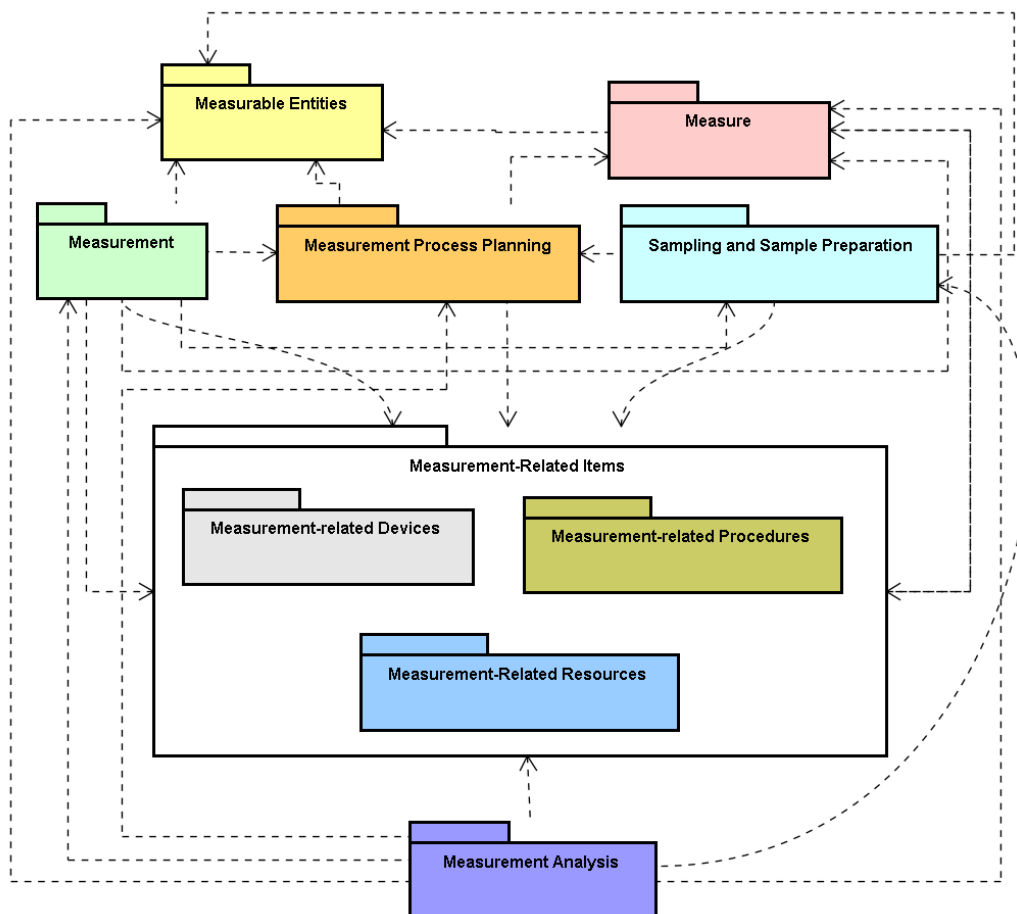 Measurable Entities
Measure
Measurement
Measurement Process Planning
Sampling and Sample Preparation
Measurement-Related Items
Measurement-related Devices
Measurement-related Procedures
Measurement-Related Resources
Measurement Analysis